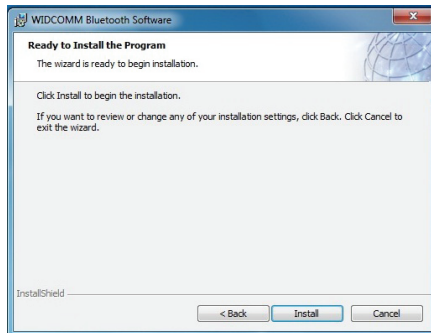 WIDCOMM Bluetooth Software
Ready to Install the Program
The wizard is ready to begin installation.
Click Install to begin the installation.
If you want to review or change any of your installation settings, click Back. Click Cancel to
exit the wizard.
InstallShield
< Back Install Cancel